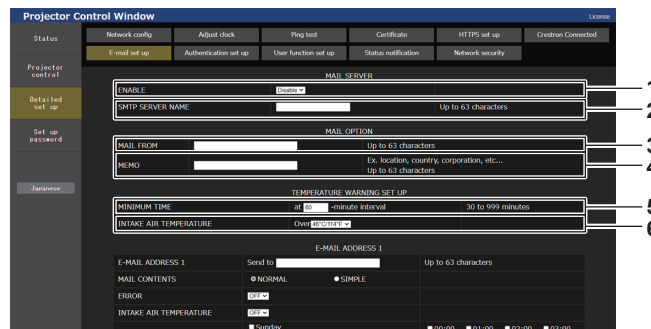 Projector Control Window
License
Status
Projector control
Detailed set up
Set up password
Japanese
Network config Adjust clock Ping test Certificate HTTPS set up Crestron Connected
E-mail set up Authentication set up User function set up Status notification Network security
MAIL SERVER
ENABLE Disable 1
SMTP SERVER NAME Up to 63 characters 2
MAIL OPTION
MAIL FROM Up to 63 characters 3
MEMO Ex. location, country, corporation, etc... 4
Up to 63 characters
TEMPERATURE WARNING SET UP
MINIMUM TIME at 60 -minute interval 30 to 999 minutes 5
INTAKE AIR TEMPERATURE Over 46°C/114°F 6
E-MAIL ADDRESS 1
E-MAIL ADDRESS 1 Send to Up to 63 characters
MAIL CONTENTS NORMAL SIMPLE
ERROR OFF
INTAKE AIR TEMPERATURE OFF
Sunday 00:00 01:00 02:00 03:00